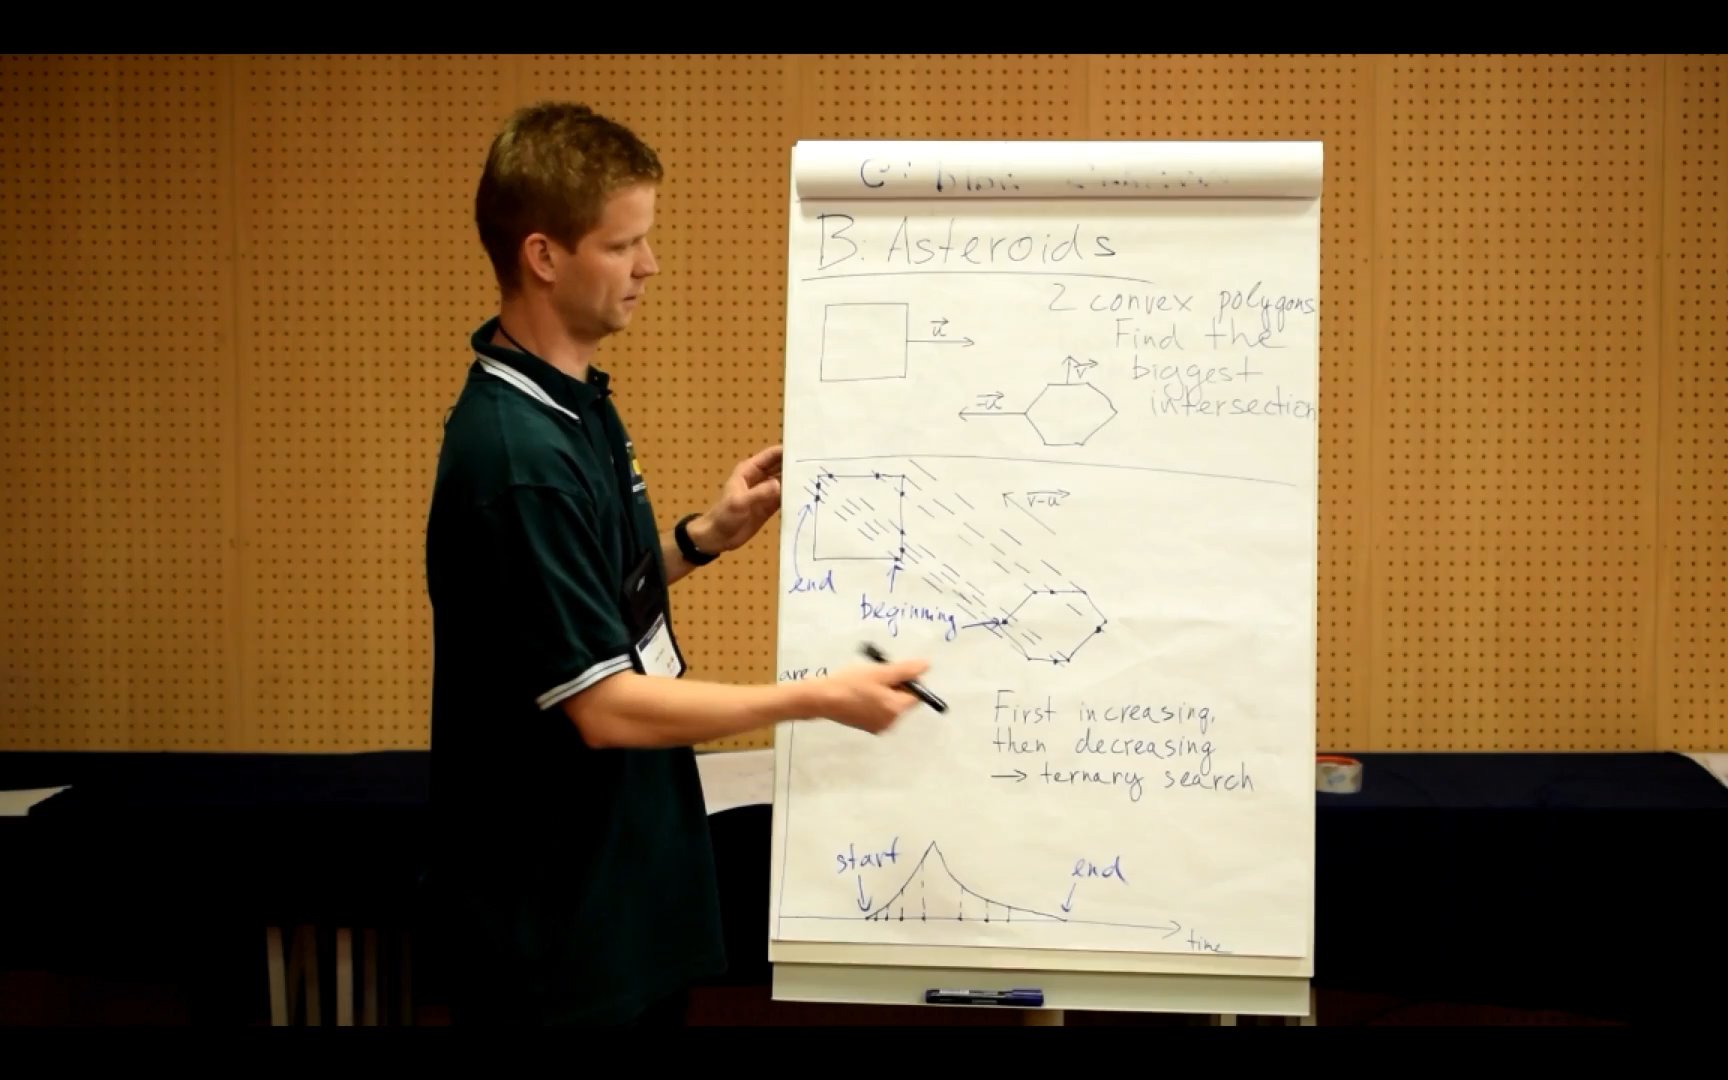 B: Asteroids
2 convex polygons
Find the
biggest
intersection
u
v
-u
v-u
end
beginning
area
First increasing,
then decreasing
→ ternary search
start
end
time